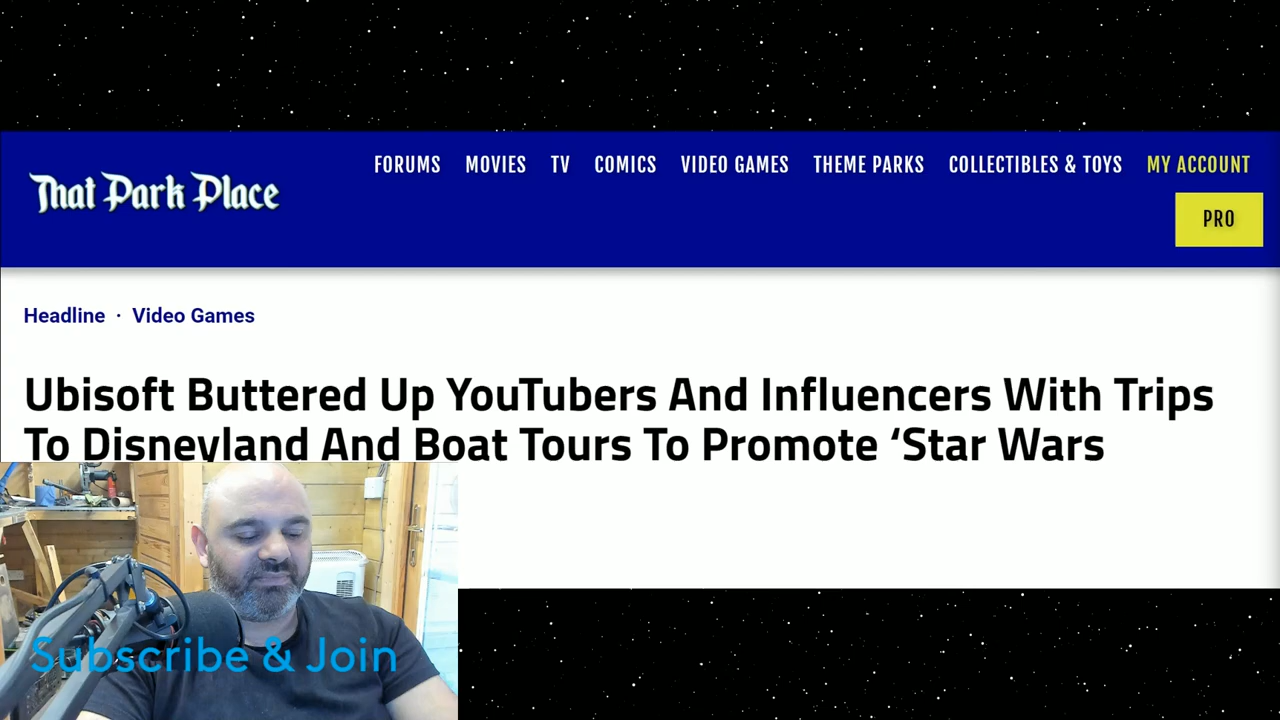 FORUMS MOVIES TV COMICS VIDEO GAMES THEME PARKS COLLECTIBLES & TOYS MY ACCOUNT
That Park Place
PRO
Headline · Video Games
Ubisoft Buttered Up YouTubers And Influencers With Trips
To Disneyland And Boat Tours To Promote ‘Star Wars
Subscribe & Join